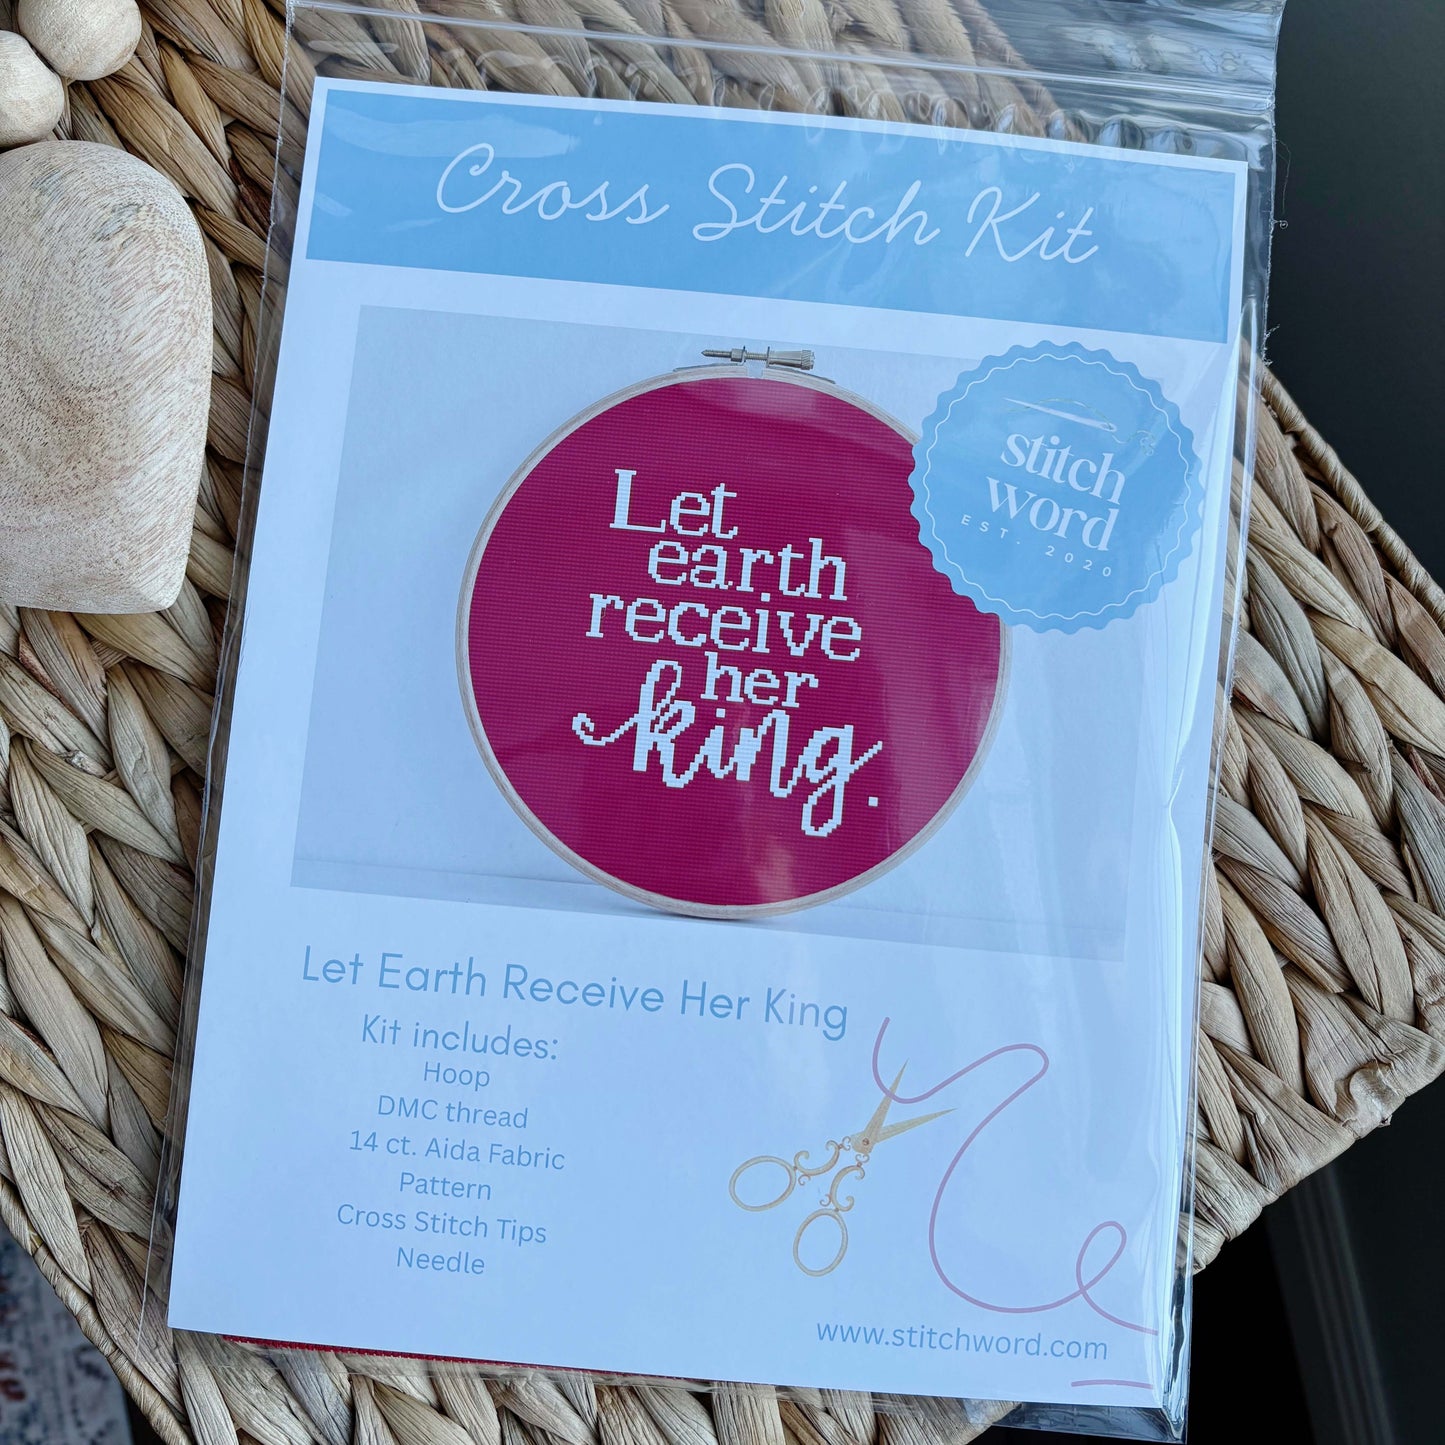 Cross Stitch Kit
stitch
word
EST. 2020
Let
earth
receive
her
king.
Let Earth Receive Her King
Kit includes:
Hoop
DMC thread
14 ct. Aida Fabric
Pattern
Cross Stitch Tips
Needle
www.stitchword.com